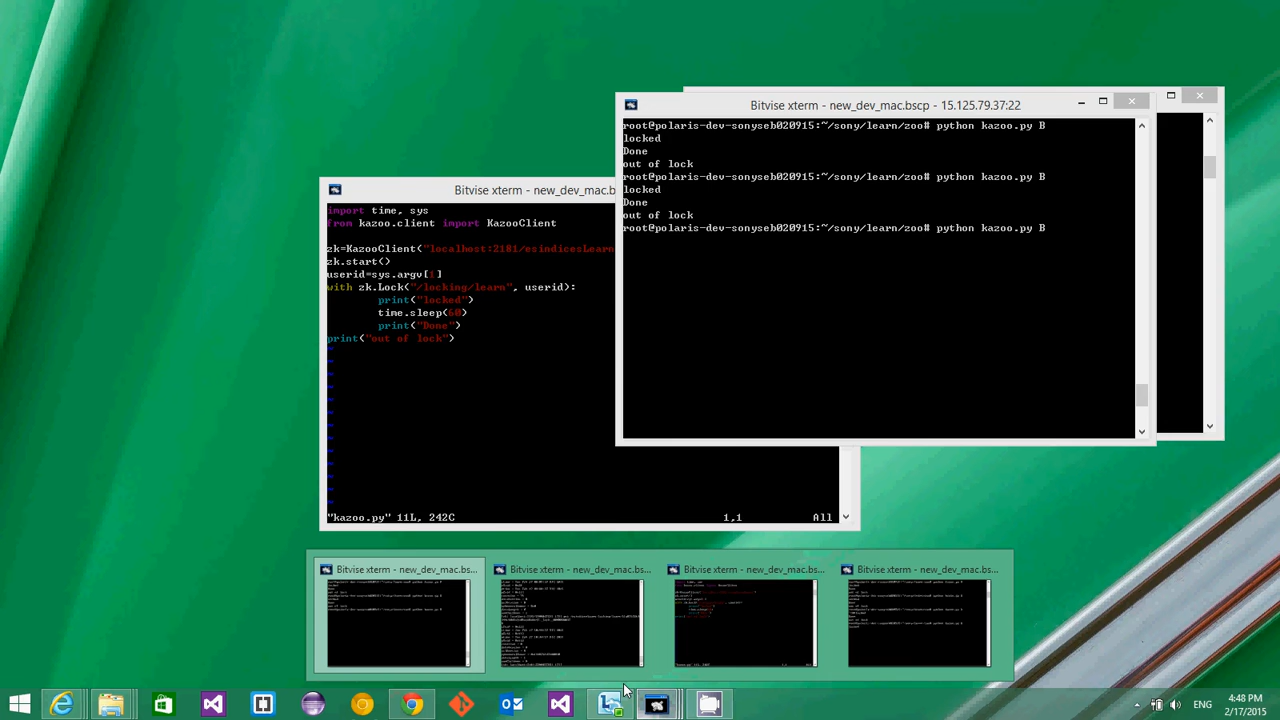 Bitvise xterm - new_dev_mac.bscp - 15.125.79.37:22
root@polaris-dev-sonyseb020915:~/sony/learn/zoo# python kazoo.py B
locked
Done
out of lock
root@polaris-dev-sonyseb020915:~/sony/learn/zoo# python kazoo.py B
locked
Done
out of lock
root@polaris-dev-sonyseb020915:~/sony/learn/zoo# python kazoo.py B
Bitvise xterm - new_dev_mac.b
import time, sys
from kazoo.client import KazooClient
zk=KazooClient("localhost:2181/esindicesLearn
zk.start()
userid=sys.argv[1]
with zk.Lock("/locking/learn", userid):
print("locked")
time.sleep(60)
print("Done")
print("out of lock")
~
~
~
~
~
~
~
~
~
~
~
~
~
"kazoo.py" 11L, 242C 1,1 All
Bitvise xterm - new_dev_mac.bs... Bitvise xterm - new_dev_mac.bs... Bitvise xterm - new_dev_mac.bs... Bitvise xterm - new_dev_mac.bs...
ENG
4:48 PM
2/17/2015